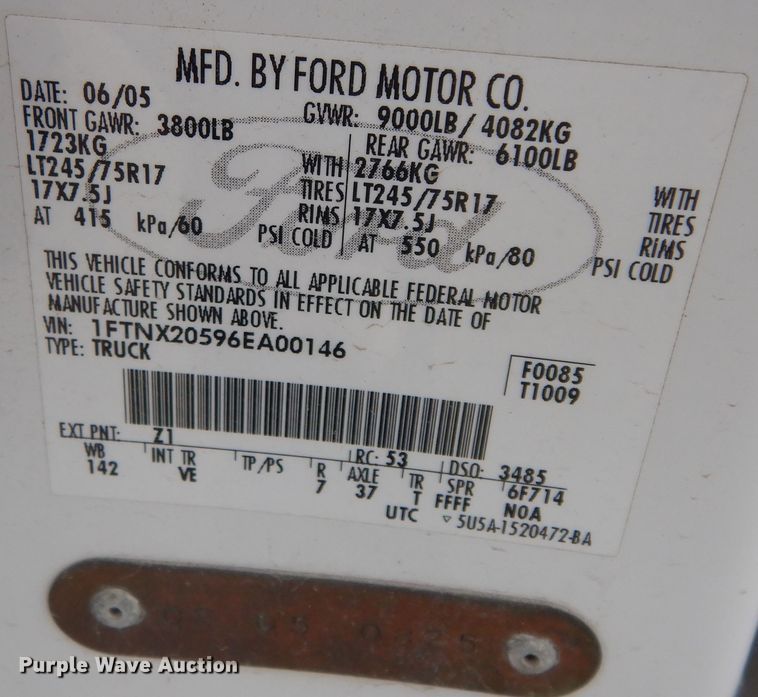 MFD. BY FORD MOTOR CO.
DATE: 06/05 GVWR: 9000LB/ 4082KG
FRONT GAWR: 3800LB REAR GAWR: 6100LB
1723KG WITH 2766KG WITH
LT245/75R17 TIRES LT245/75R17 TIRES
17X7.5J RIMS 17X7.5J RIMS
AT 415 kPa/60 PSI COLD AT 550 kPa/80 PSI COLD
Ford
THIS VEHICLE CONFORMS TO ALL APPLICABLE FEDERAL MOTOR
VEHICLE SAFETY STANDARDS IN EFFECT ON THE DATE OF
MANUFACTURE SHOWN ABOVE.
VIN: 1FTNX20596EA00146
TYPE: TRUCK
F0085
T1009
EXT PNT: Z1 RC: 53 DSO: 3485
WB INT TR TP/PS R AXLE TR SPR 6F714
142 VE 7 37 T FFFF N0A
UTC ▽ 5U5A-1520472-BA
Purple Wave Auction